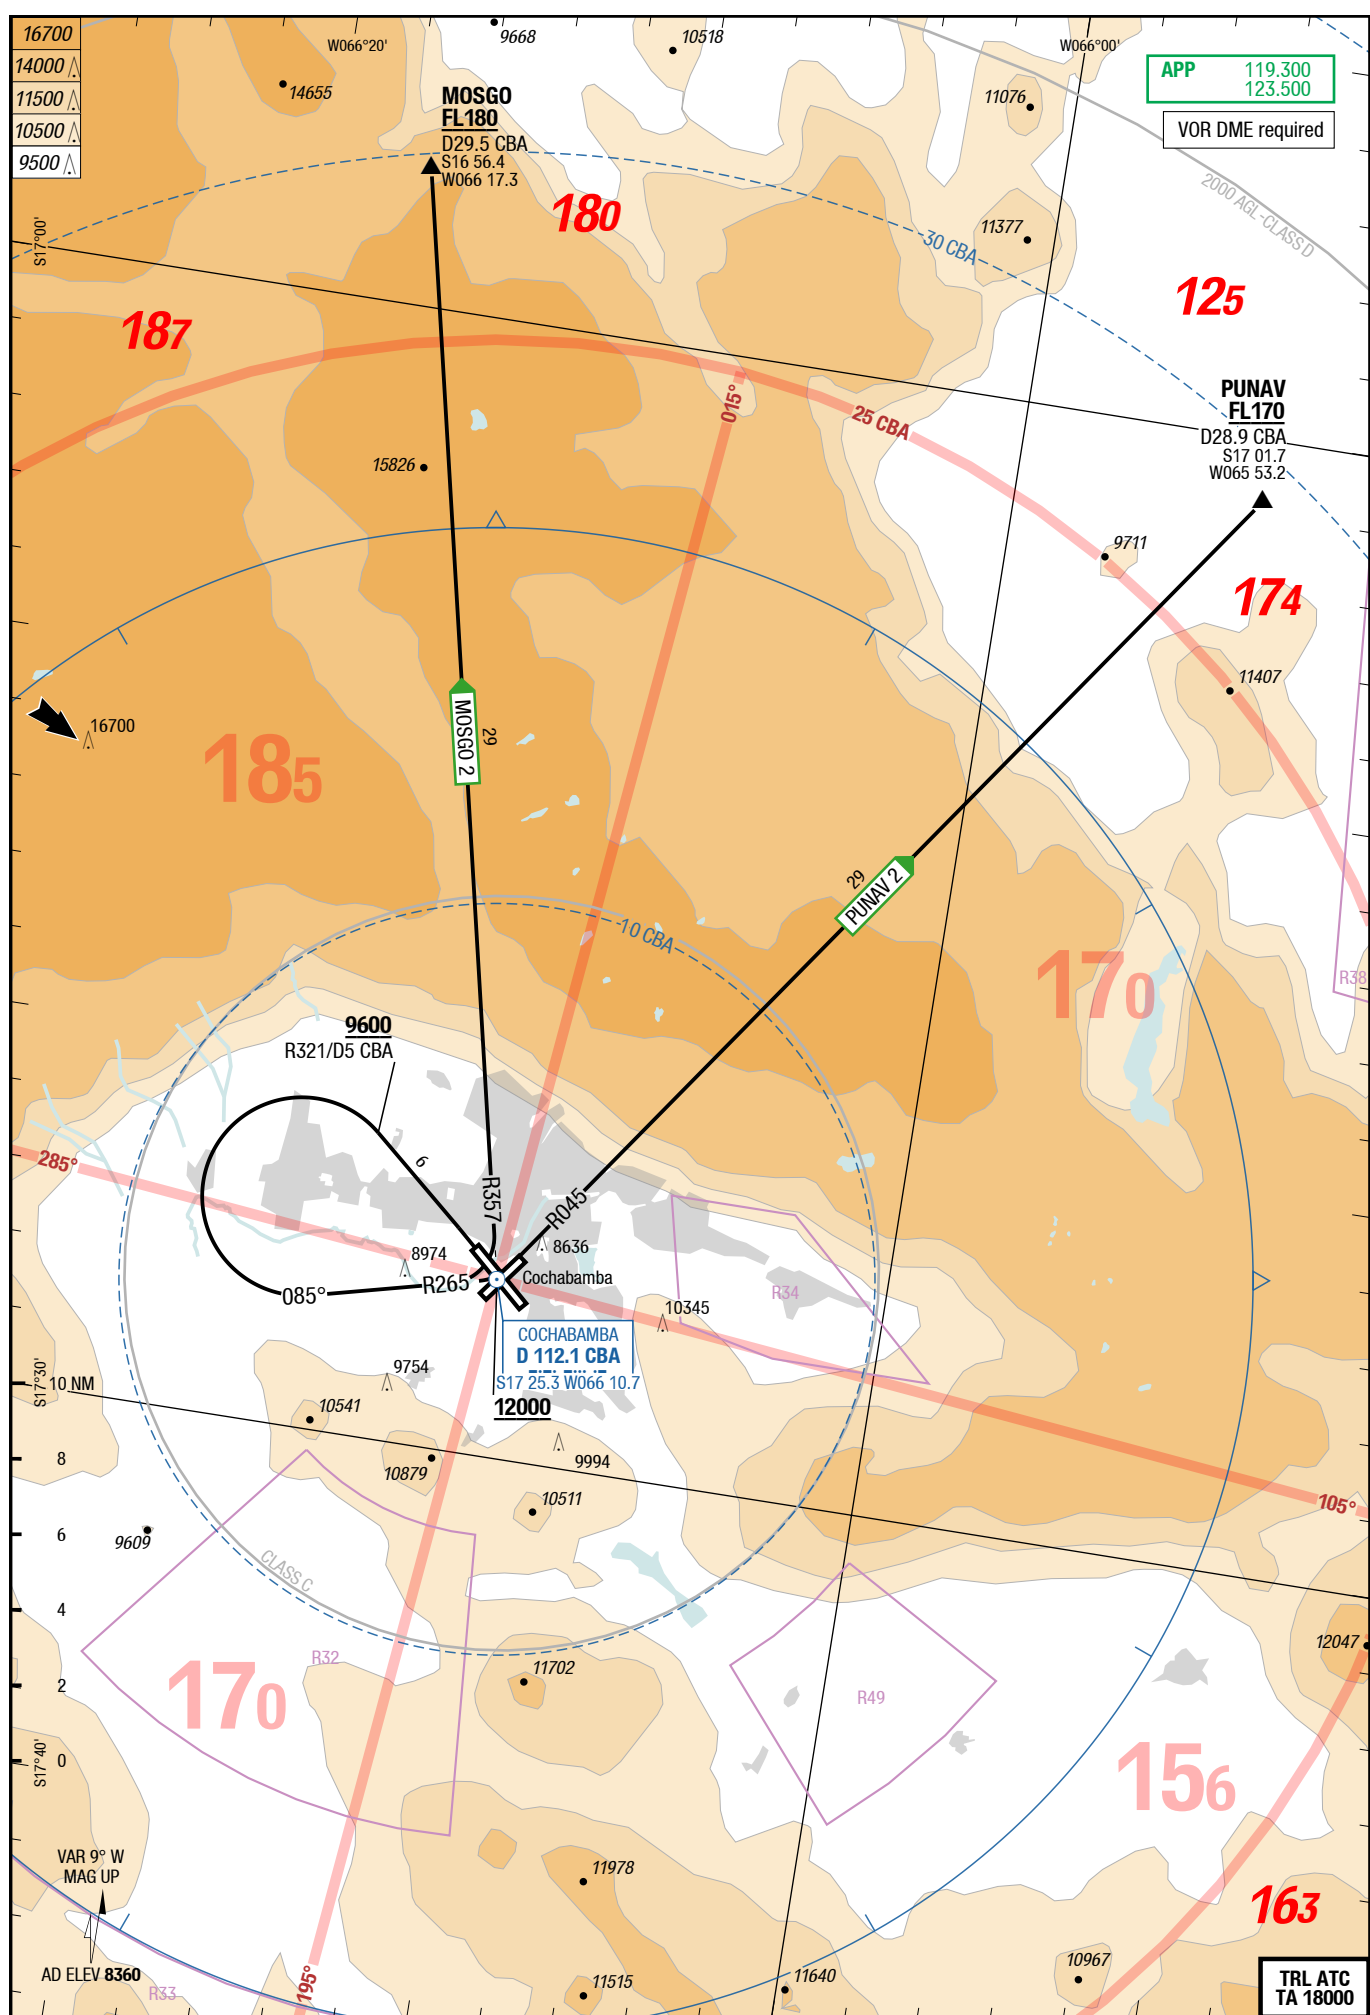 16700
14000
11500
10500
9500
W066°20'
9668
10518
W066°00'
APP 119.300
123.500
VOR DME required
14655
MOSGO
FL180
D29.5 CBA
S16 56.4
W066 17.3
11076
2000 AGL-CLASS D
180
11377
30 CBA
S17°00'
187
125
PUNAV
FL170
D28.9 CBA
S17 01.7
W065 53.2
015°
25 CBA
15826
9711
174
11407
16700
185
MOSGO 2
29
29
PUNAV 2
10 CBA
170
R38
9600
R321/D5 CBA
285°
6
R357
R045
8974
8636
085°
R265
Cochabamba
R34
10345
COCHABAMBA
D 112.1 CBA
S17 25.3 W066 10.7
12000
9754
S17°30'
10 NM
10541
8
10879
9994
10511
105°
6
9609
CLASS C
4
12047
R32
11702
2
170
R49
0
S17°40'
156
VAR 9° W
MAG UP
11978
163
AD ELEV 8360
R33
195°
11515
11640
10967
TRL ATC
TA 18000